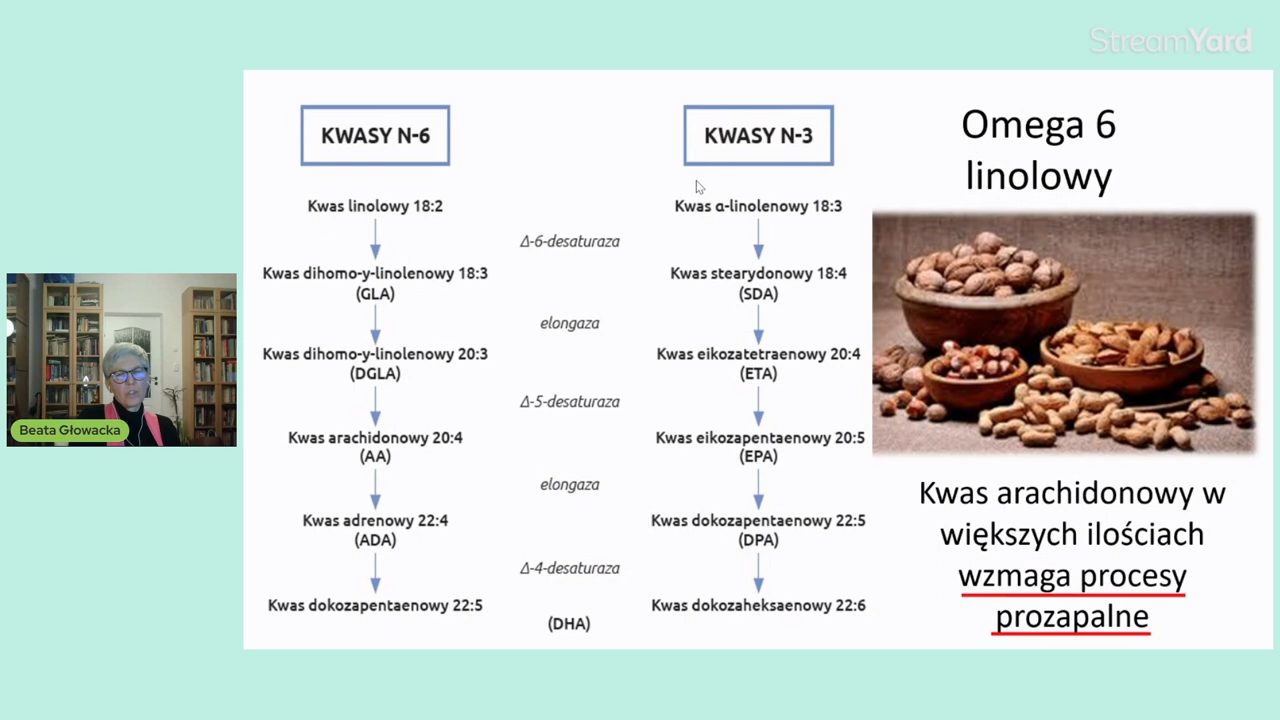 StreamYard
KWASY N-6
Kwas linolowy 18:2
Kwas dihomo-y-linolenowy 18:3
(GLA)
Kwas dihomo-y-linolenowy 20:3
(DGLA)
Kwas arachidonowy 20:4
(AA)
Kwas adrenowy 22:4
(ADA)
Kwas dokozapentaenowy 22:5
Δ-6-desaturaza
elongaza
Δ-5-desaturaza
elongaza
Δ-4-desaturaza
(DHA)
KWASY N-3
Kwas α-linolenowy 18:3
Kwas stearydonowy 18:4
(SDA)
Kwas eikozatetraenowy 20:4
(ETA)
Kwas eikozapentaenowy 20:5
(EPA)
Kwas dokozapentaenowy 22:5
(DPA)
Kwas dokozaheksaenowy 22:6
Omega 6
linolowy
Kwas arachidonowy w
większych ilościach
wzmaga procesy
prozapalne
Beata Głowacka